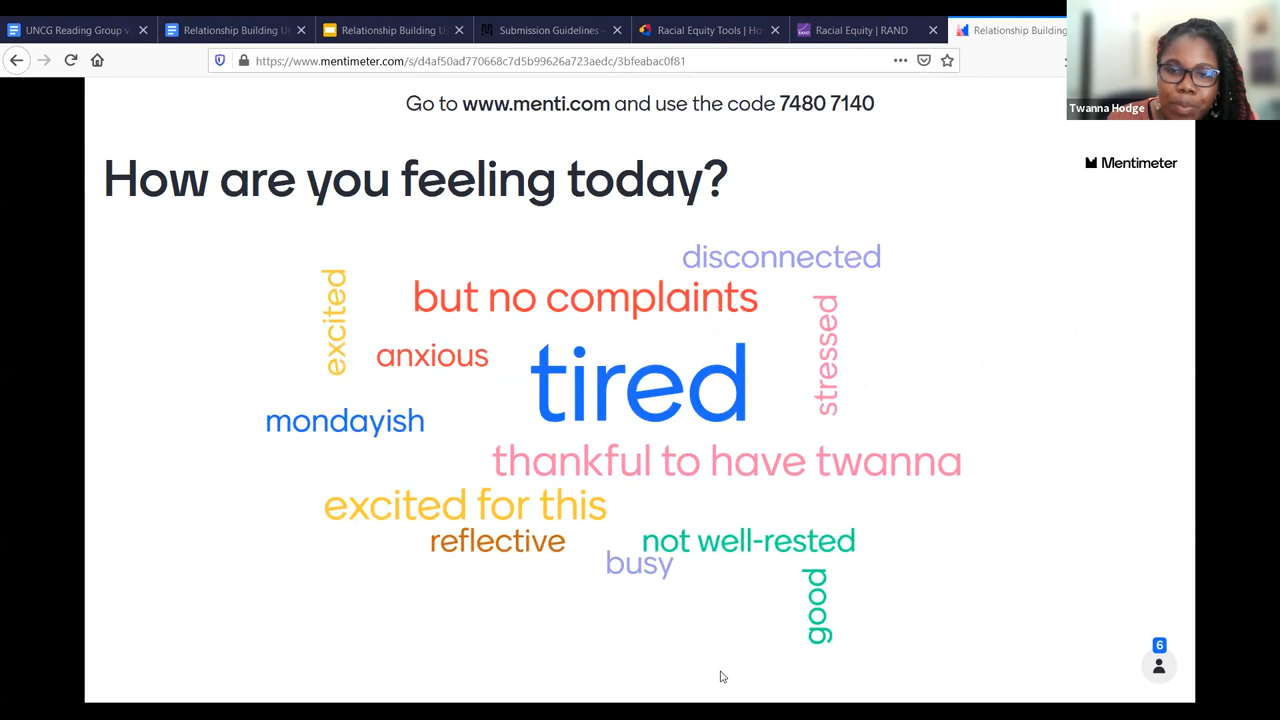 UNCG Reading Group
Relationship Building U
Relationship Building U
Submission Guidelines –
Racial Equity Tools | Ho
Racial Equity | RAND
Relationship Building
https://www.mentimeter.com/s/d4af50ad770668c7d5b99626a723aedc/3bfeabac0f81
Twanna Hodge
Go to www.menti.com and use the code 7480 7140
Mentimeter
How are you feeling today?
disconnected
excited
but no complaints
stressed
anxious
tired
mondayish
thankful to have twanna
excited for this
reflective
not well-rested
busy
good
6